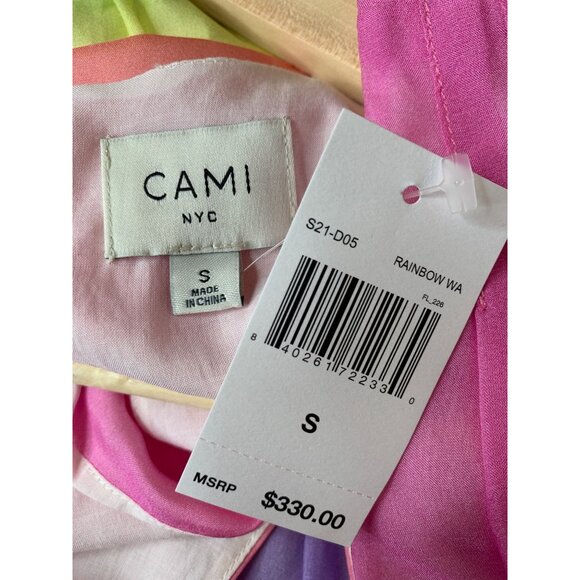 CAMI
NYC
S
MADE
IN CHINA
S21-D05
RAINBOW WA
FL_226
8 40261 72233 0
S
MSRP $330.00